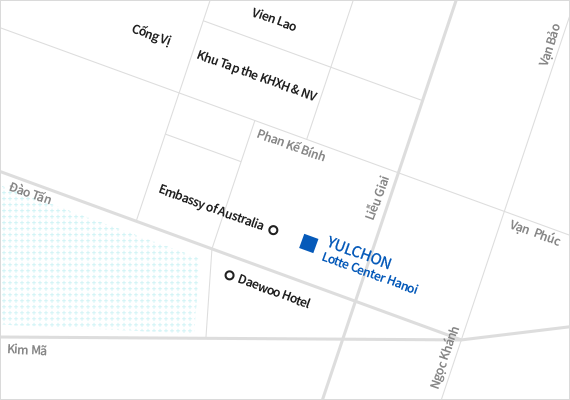 Vien Lao
Cống Vị
Vạn Bảo
Khu Tap the KHXH & NV
Phan Kế Bính
Đào Tấn
Liễu Giai
Embassy of Australia
Vạn Phúc
YULCHON
Lotte Center Hanoi
Daewoo Hotel
Kim Mã
Ngọc Khánh